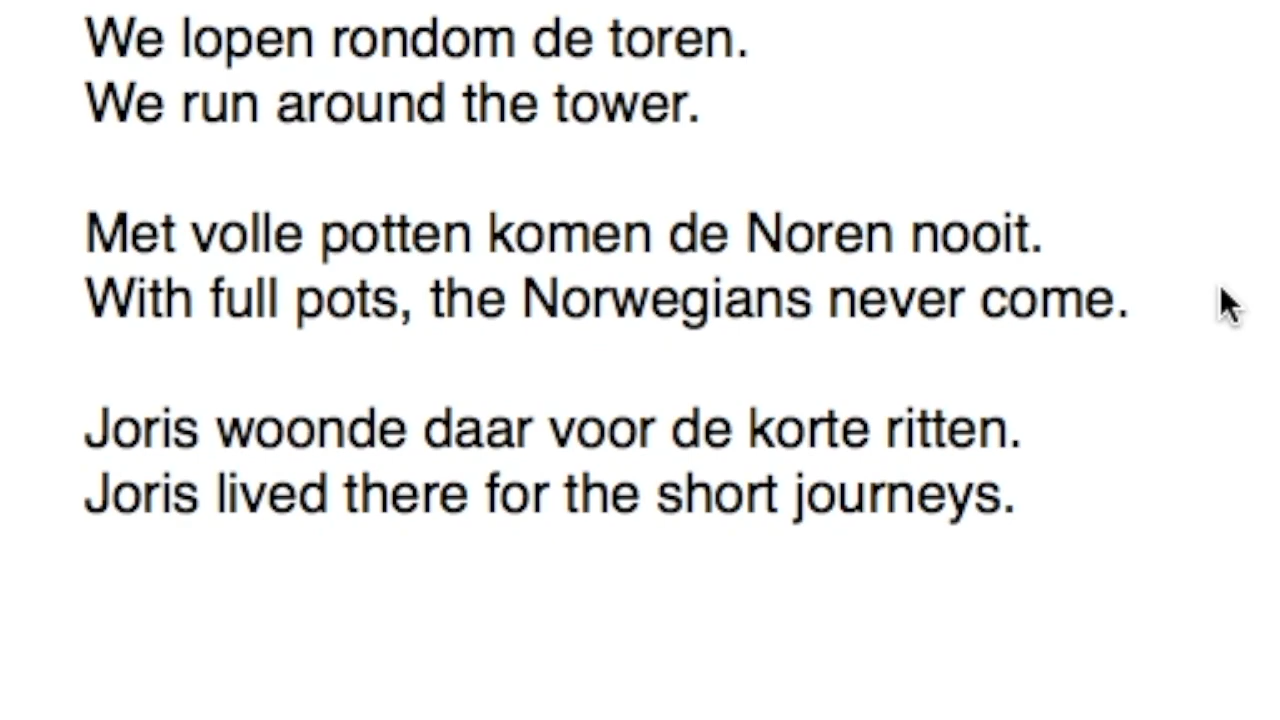 We lopen rondom de toren.
We run around the tower.
Met volle potten komen de Noren nooit.
With full pots, the Norwegians never come.
Joris woonde daar voor de korte ritten.
Joris lived there for the short journeys.